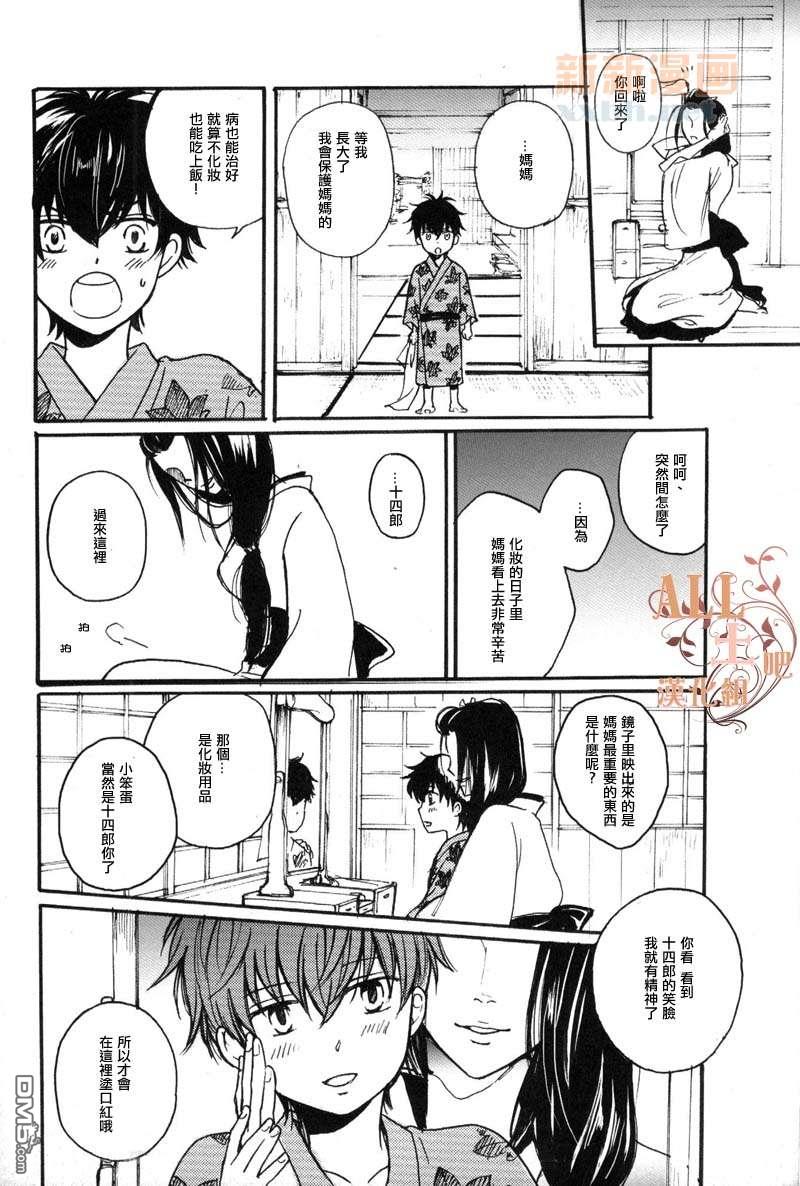 新新漫画
xxmh.net
啊啦
你回來了
…媽媽
等我
長大了
我會保護媽媽的
病也能治好
就算不化妝
也能吃上飯！
呵呵、
突然間怎麼了
…因為
化妝的日子里
媽媽看上去非常辛苦
…十四郎
過來這裡
拍
拍
ALL
土
吧
漢化組
鏡子里映出來的是
媽媽最重要的東西
是什麼呢？
那個…
是化妝用品
小笨蛋
當然是十四郎你了
你看 看到
十四郎的笑臉
我就有精神了
所以才會
在這裡塗口紅哦
DM5.com